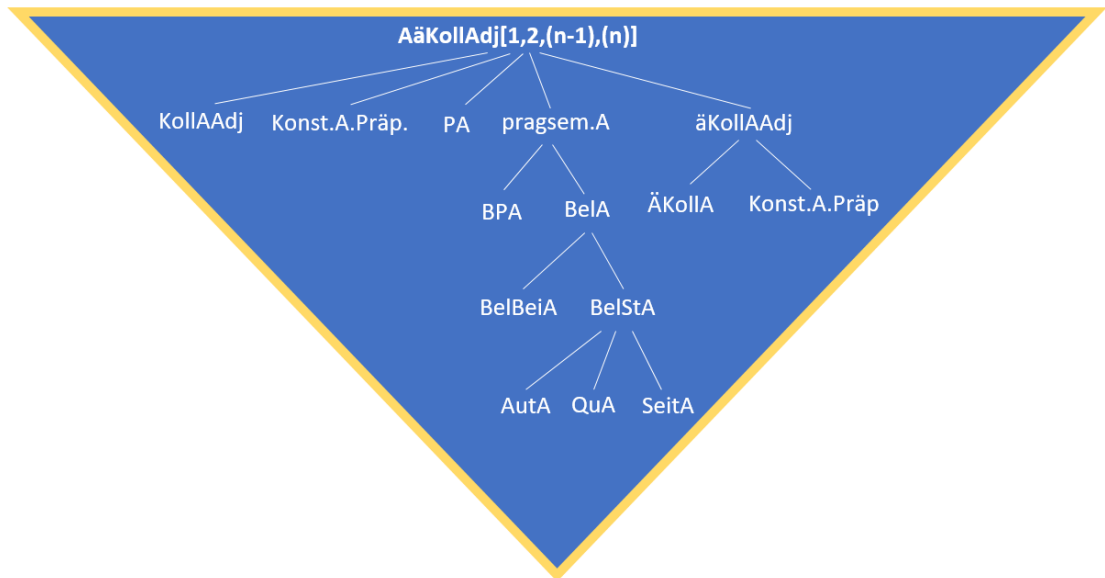 AäKollAdj[1,2,(n-1),(n)]
KollAAdj Konst.A.Präp. PA pragsem.A äKollAAdj
BPA BelA ÄKollA Konst.A.Präp
BelBeiA BelStA
AutA QuA SeitA